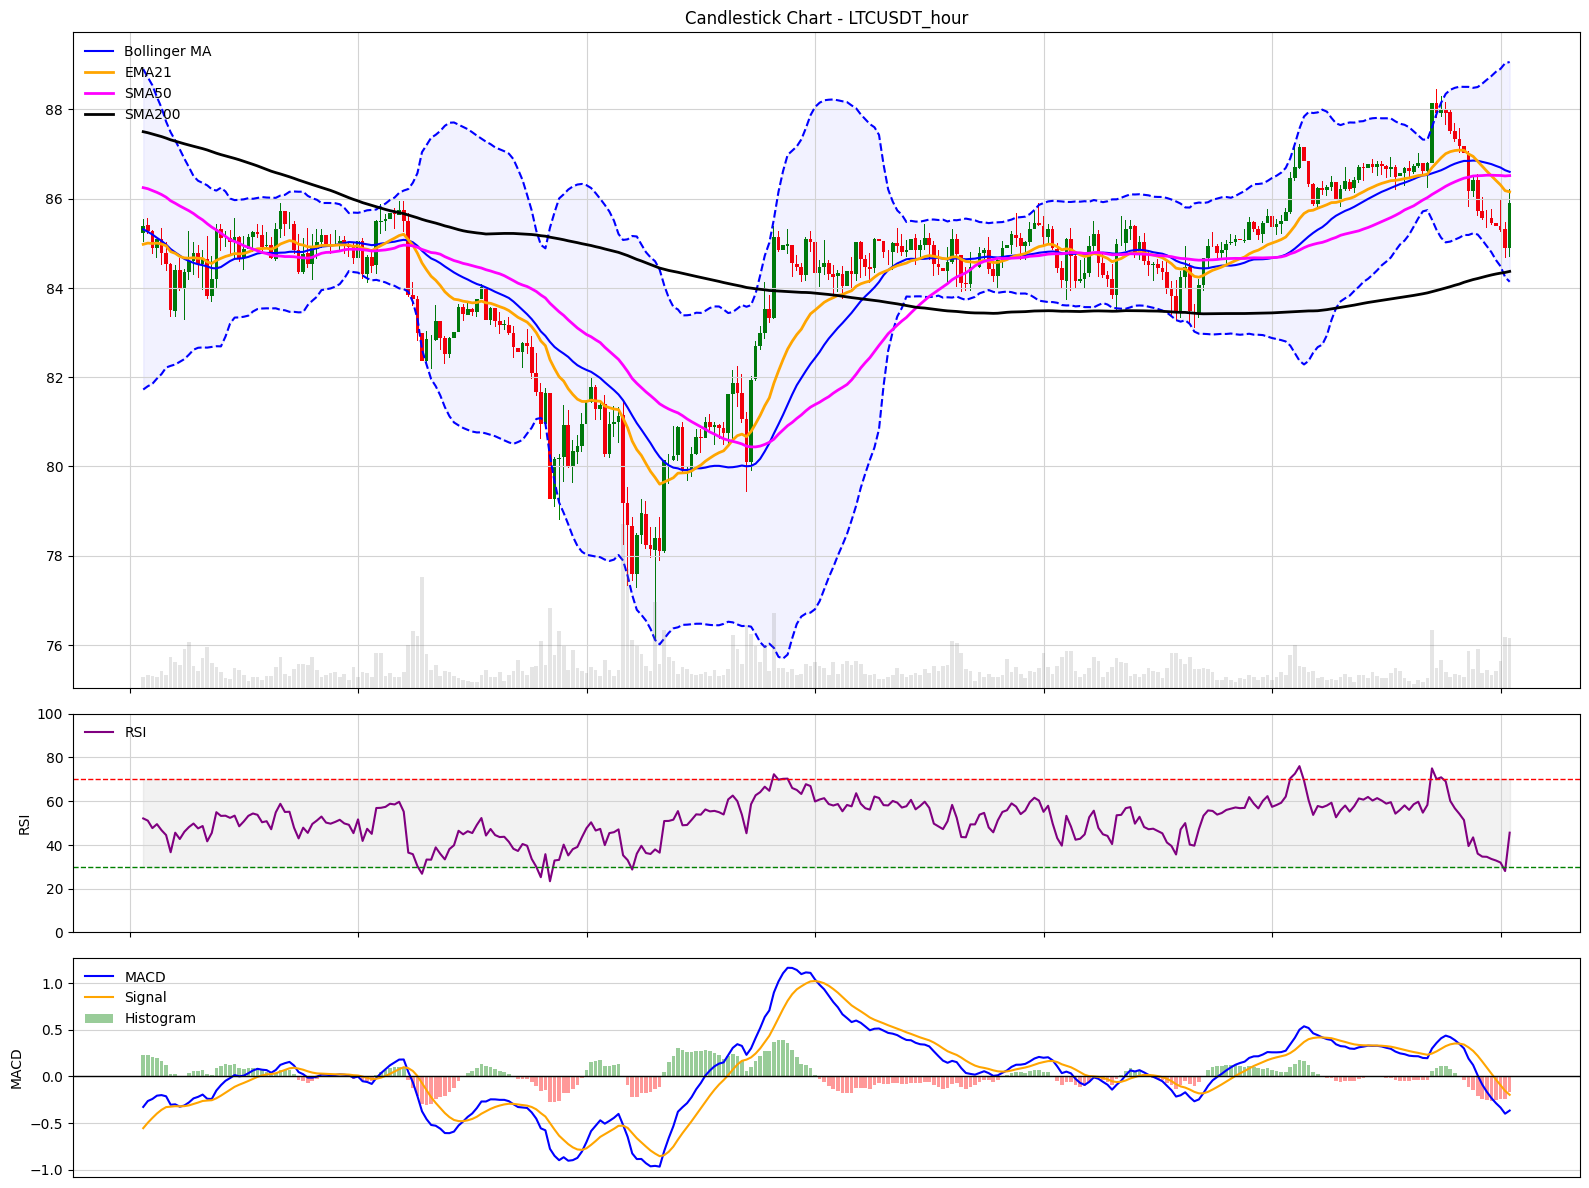 Candlestick Chart - LTCUSDT_hour
Bollinger MA
EMA21
SMA50
SMA200
88
86
84
82
80
78
76
RSI
100
80
60
40
20
0
RSI
MACD
Signal
Histogram
1.0
0.5
0.0
−0.5
−1.0
MACD